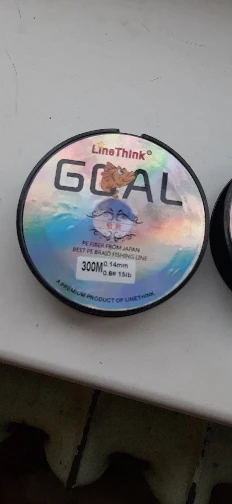 LineThink®
GOAL
PE FIBER FROM JAPAN
BEST PE BRAID FISHING LINE
300M 0.14mm
0.8# 15lb
A PREMIUM PRODUCT OF LINETHINK